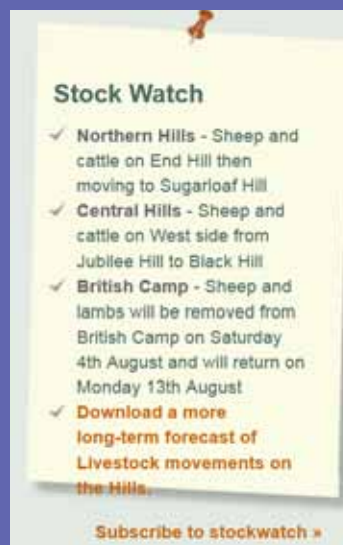 Stock Watch
Northern Hills - Sheep and
cattle on End Hill then
moving to Sugarloaf Hill
Central Hills - Sheep and
cattle on West side from
Jubilee Hill to Black Hill
British Camp - Sheep and
lambs will be removed from
British Camp on Saturday
4th August and will return on
Monday 13th August
Download a more
long-term forecast of
Livestock movements on
the Hills.
Subscribe to stockwatch »